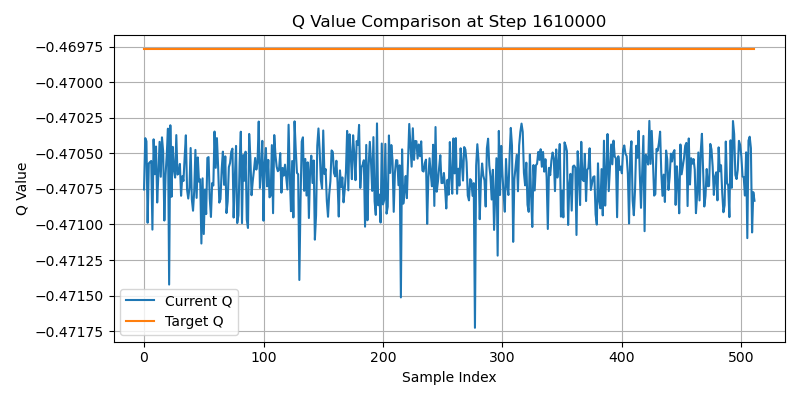 Q Value Comparison at Step 1610000
Q Value
−0.46975
−0.47000
−0.47025
−0.47050
−0.47075
−0.47100
−0.47125
−0.47150
−0.47175
Current Q
Target Q
0 100 200 300 400 500
Sample Index